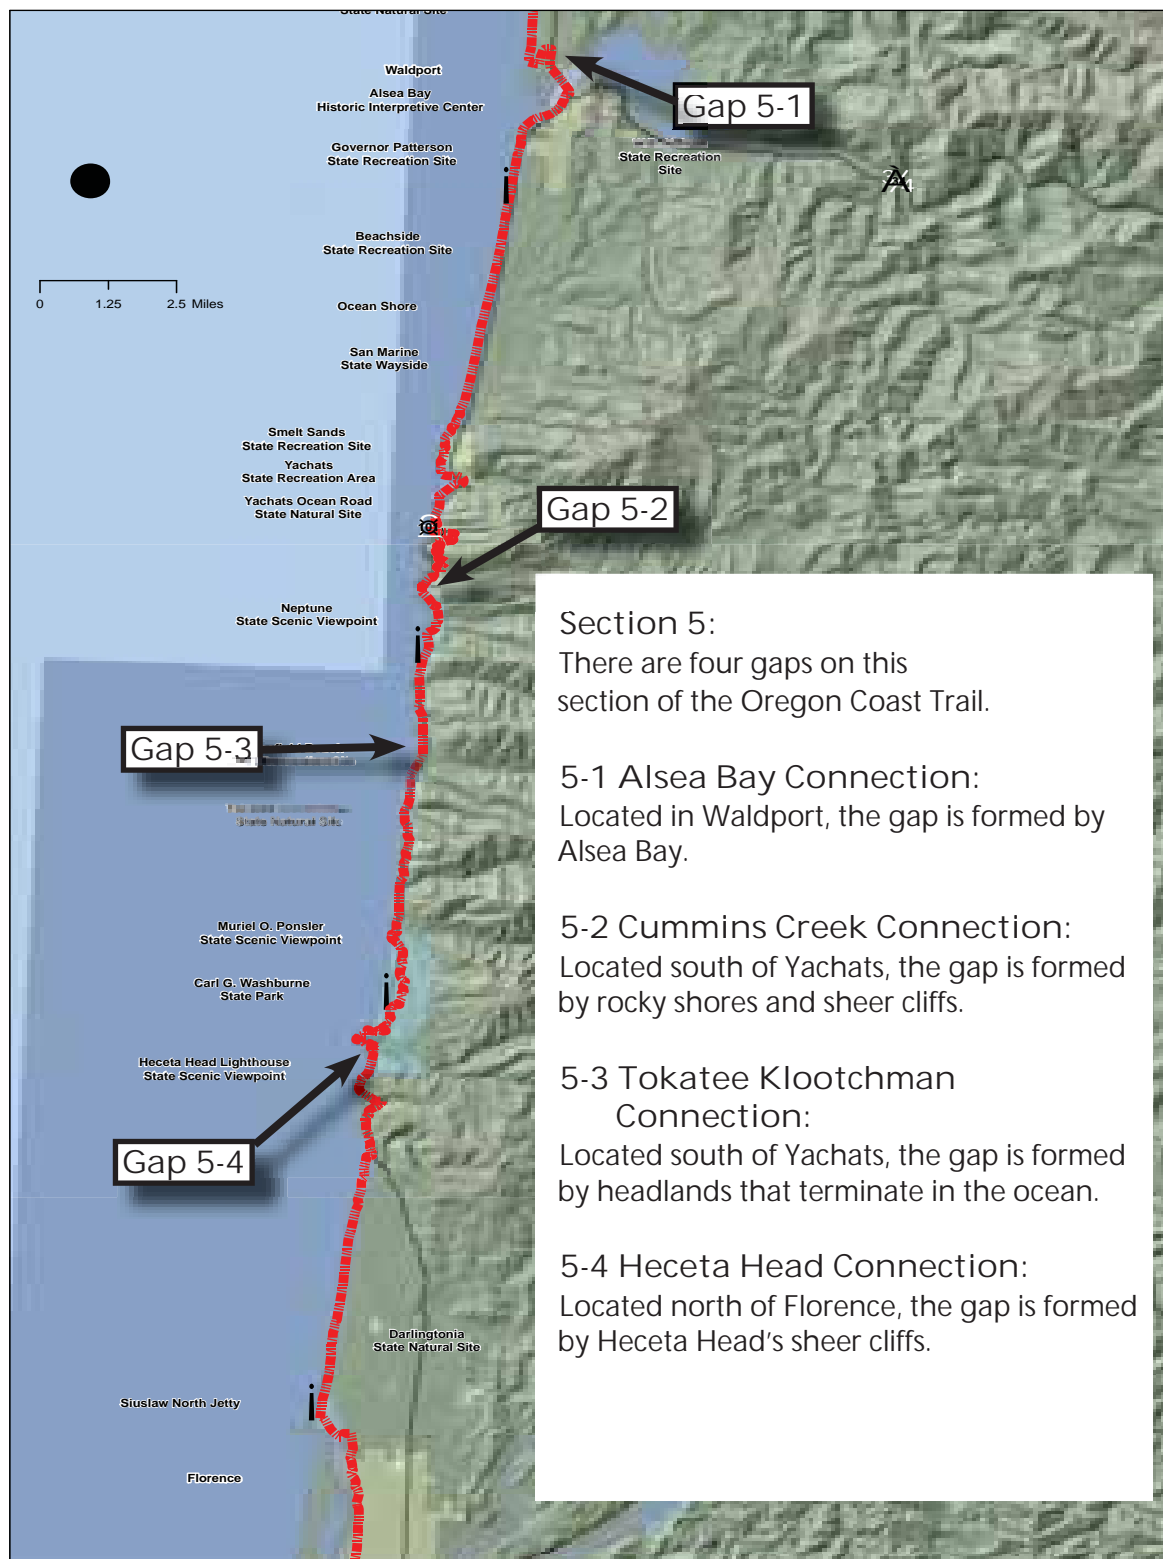 State Natural Site
Waldport
Alsea Bay
Historic Interpretive Center
Gap 5-1
Governor Patterson
State Recreation Site
State Recreation
Site
Beachside
State Recreation Site
0 1.25 2.5 Miles
Ocean Shore
San Marine
State Wayside
Smelt Sands
State Recreation Site
Yachats
State Recreation Area
Yachats Ocean Road
State Natural Site
Gap 5-2
Neptune
State Scenic Viewpoint
Gap 5-3
State Natural Site
Muriel O. Ponsler
State Scenic Viewpoint
Carl G. Washburne
State Park
Heceta Head Lighthouse
State Scenic Viewpoint
Gap 5-4
Darlingtonia
State Natural Site
Siuslaw North Jetty
Florence
Section 5:
There are four gaps on this
section of the Oregon Coast Trail.
5-1 Alsea Bay Connection:
Located in Waldport, the gap is formed by
Alsea Bay.
5-2 Cummins Creek Connection:
Located south of Yachats, the gap is formed
by rocky shores and sheer cliffs.
5-3 Tokatee Klootchman
Connection:
Located south of Yachats, the gap is formed
by headlands that terminate in the ocean.
5-4 Heceta Head Connection:
Located north of Florence, the gap is formed
by Heceta Head's sheer cliffs.